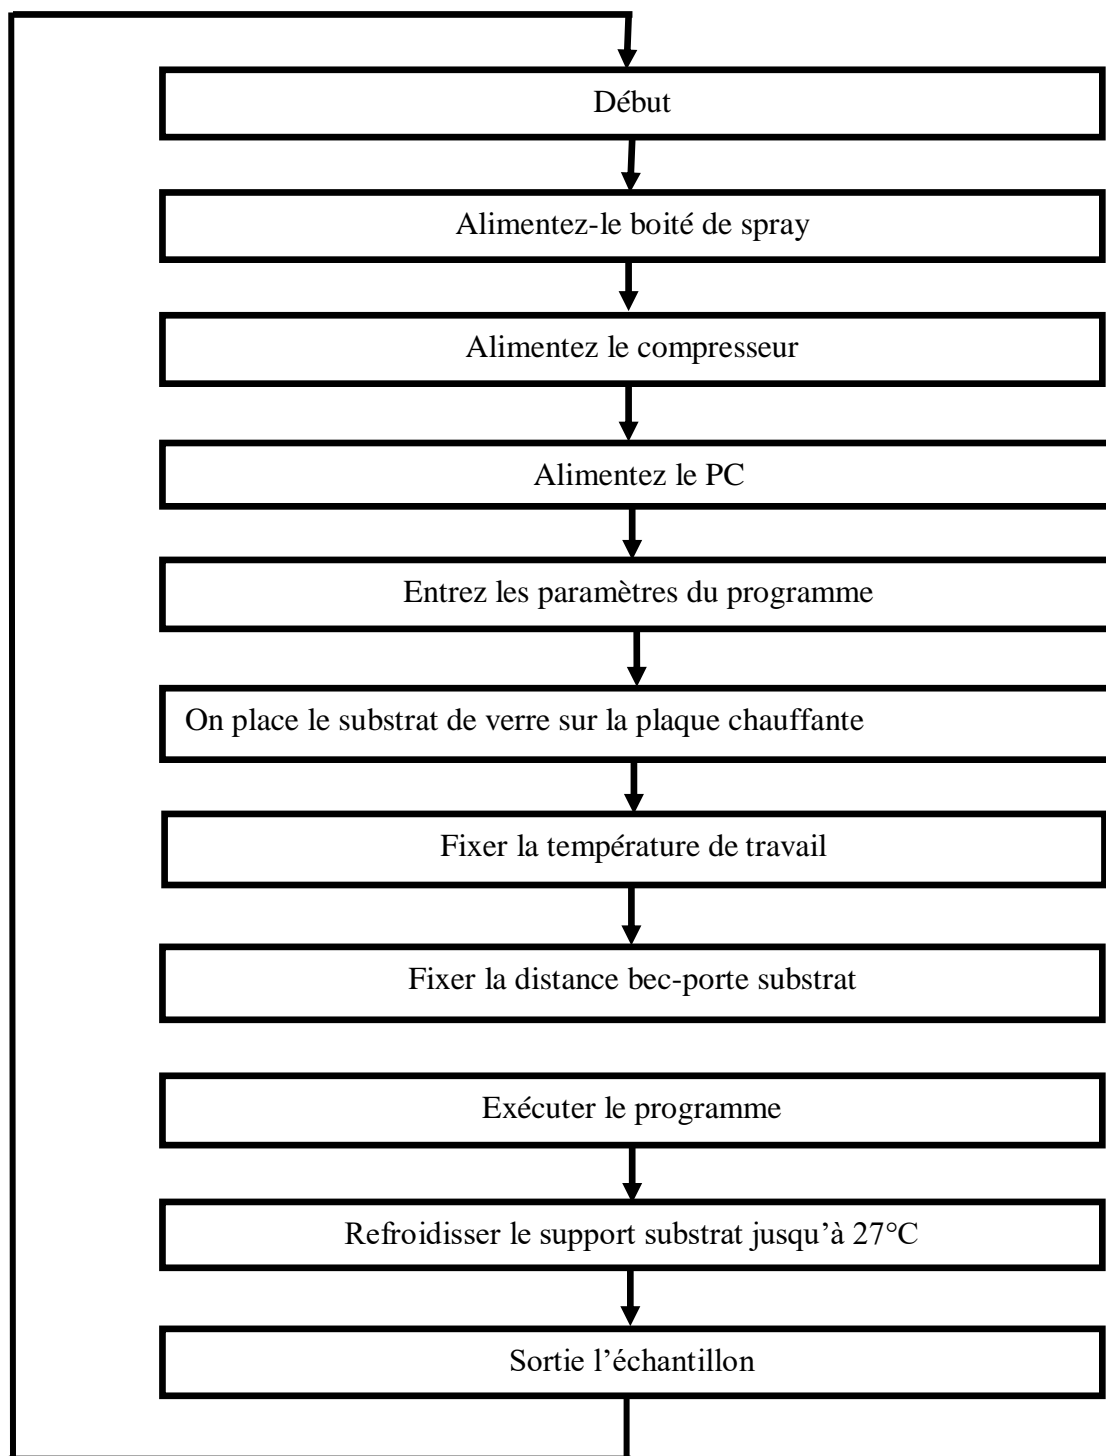 Début
Alimentez-le boité de spray
Alimentez le compresseur
Alimentez le PC
Entrez les paramètres du programme
On place le substrat de verre sur la plaque chauffante
Fixer la température de travail
Fixer la distance bec-porte substrat
Exécuter le programme
Refroidisser le support substrat jusqu’à 27°C
Sortie l’échantillon